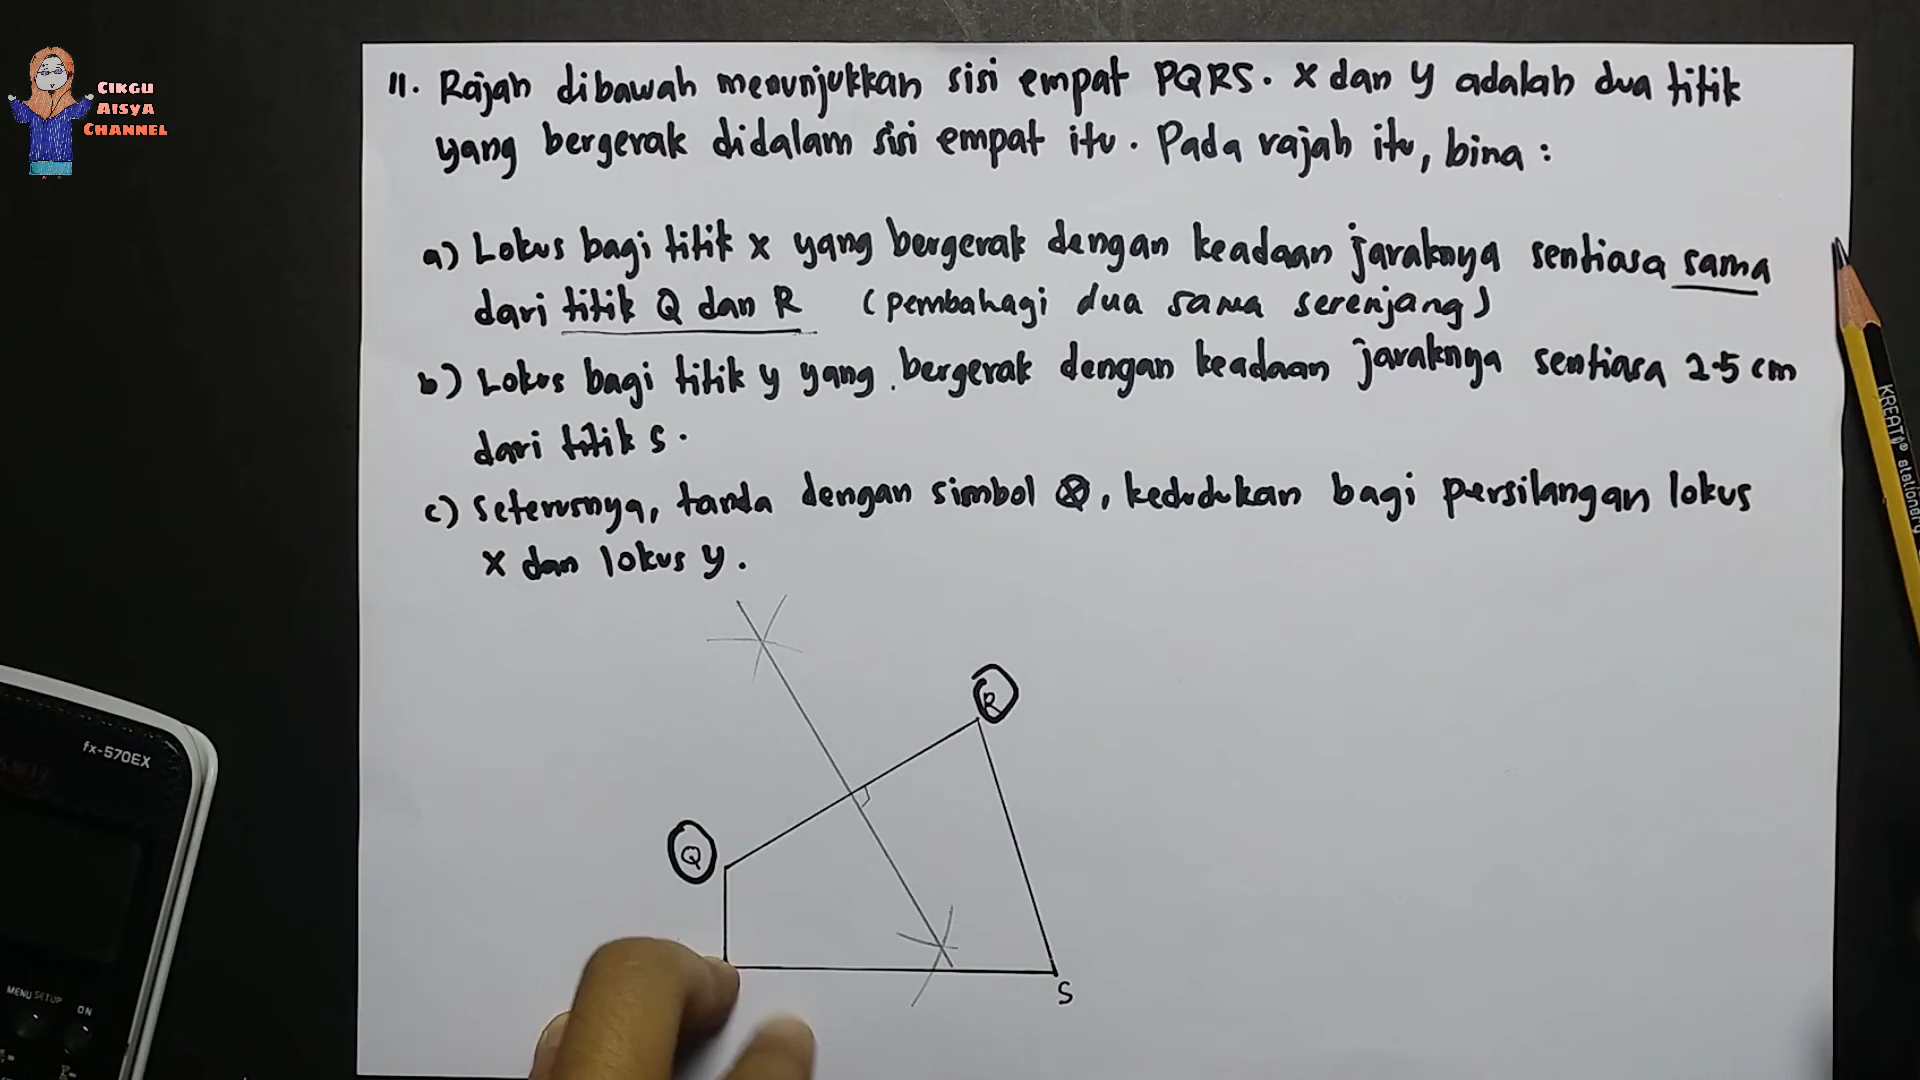 CIKGU
AISYA
CHANNEL
11. Rajah dibawah menunjukkan sisi empat PQRS. X dan Y adalah dua titik
yang bergerak didalam sisi empat itu. Pada rajah itu, bina :
a) Lokus bagi titik X yang bergerak dengan keadaan jaraknya sentiasa sama
dari titik Q dan R (pembahagi dua sama serenjang)
b) Lokus bagi titik Y yang bergerak dengan keadaan jaraknya sentiasa 2.5 cm
dari titik S.
c) Seterusnya, tanda dengan simbol ⊗, kedudukan bagi persilangan lokus
X dan lokus Y.
R
Q
S
KREATO® stationery
fx-570EX
MENU SETUP ON